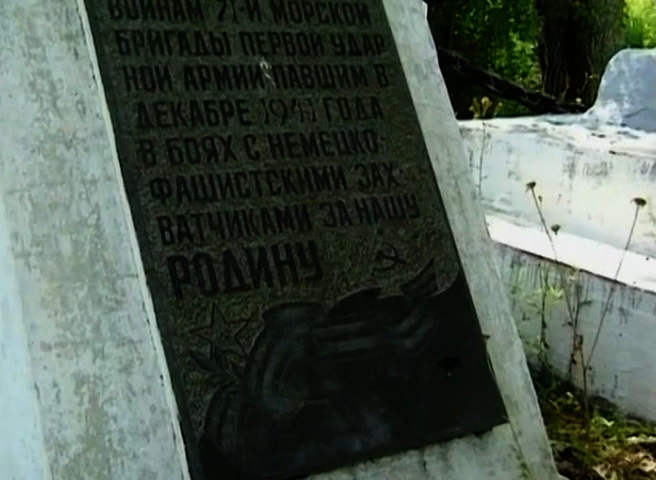 ВОИНАМ 71-Й МОРСКОЙ
БРИГАДЫ ПЕРВОЙ УДАР
НОЙ АРМИИ ПАВШИМ В
ДЕКАБРЕ 1941 ГОДА
В БОЯХ С НЕМЕЦКО-
ФАШИСТСКИМИ ЗАХ-
ВАТЧИКАМИ ЗА НАШУ
РОДИНУ